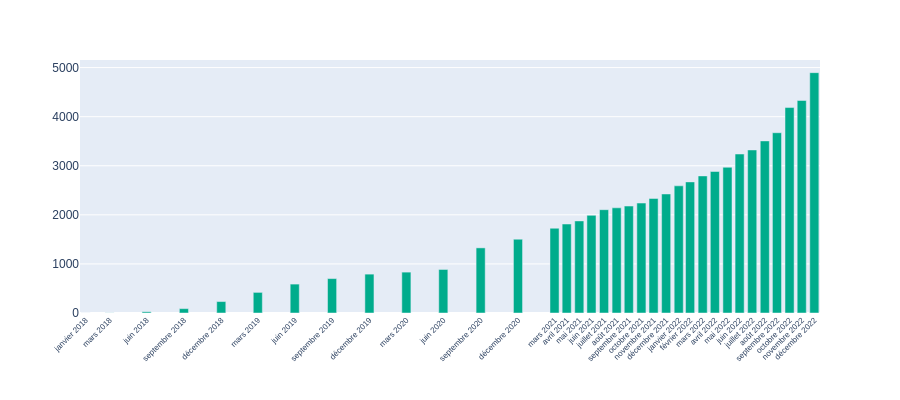 5000
4000
3000
2000
1000
0
janvier 2018
mars 2018
juin 2018
septembre 2018
décembre 2018
mars 2019
juin 2019
septembre 2019
décembre 2019
mars 2020
juin 2020
septembre 2020
décembre 2020
mars 2021
avril 2021
mai 2021
juin 2021
juillet 2021
août 2021
septembre 2021
octobre 2021
novembre 2021
décembre 2021
janvier 2022
février 2022
mars 2022
avril 2022
mai 2022
juin 2022
juillet 2022
août 2022
septembre 2022
octobre 2022
novembre 2022
décembre 2022